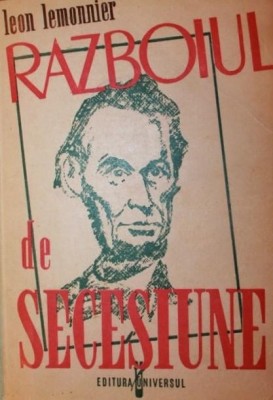 leon lemonnier
RAZBOIUL
de
SECESIUNE
EDITURA UNIVERSUL